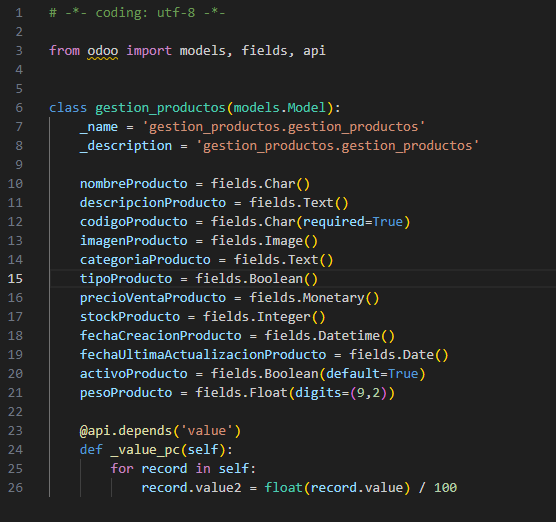 1 # -*- coding: utf-8 -*-
2
3 from odoo import models, fields, api
4
5
6 class gestion_productos(models.Model):
7     _name = 'gestion_productos.gestion_productos'
8     _description = 'gestion_productos.gestion_productos'
9
10     nombreProducto = fields.Char()
11     descripcionProducto = fields.Text()
12     codigoProducto = fields.Char(required=True)
13     imagenProducto = fields.Image()
14     categoriaProducto = fields.Text()
15     tipoProducto = fields.Boolean()
16     precioVentaProducto = fields.Monetary()
17     stockProducto = fields.Integer()
18     fechaCreacionProducto = fields.Datetime()
19     fechaUltimaActualizacionProducto = fields.Date()
20     activoProducto = fields.Boolean(default=True)
21     pesoProducto = fields.Float(digits=(9,2))
22
23     @api.depends('value')
24     def _value_pc(self):
25         for record in self:
26             record.value2 = float(record.value) / 100